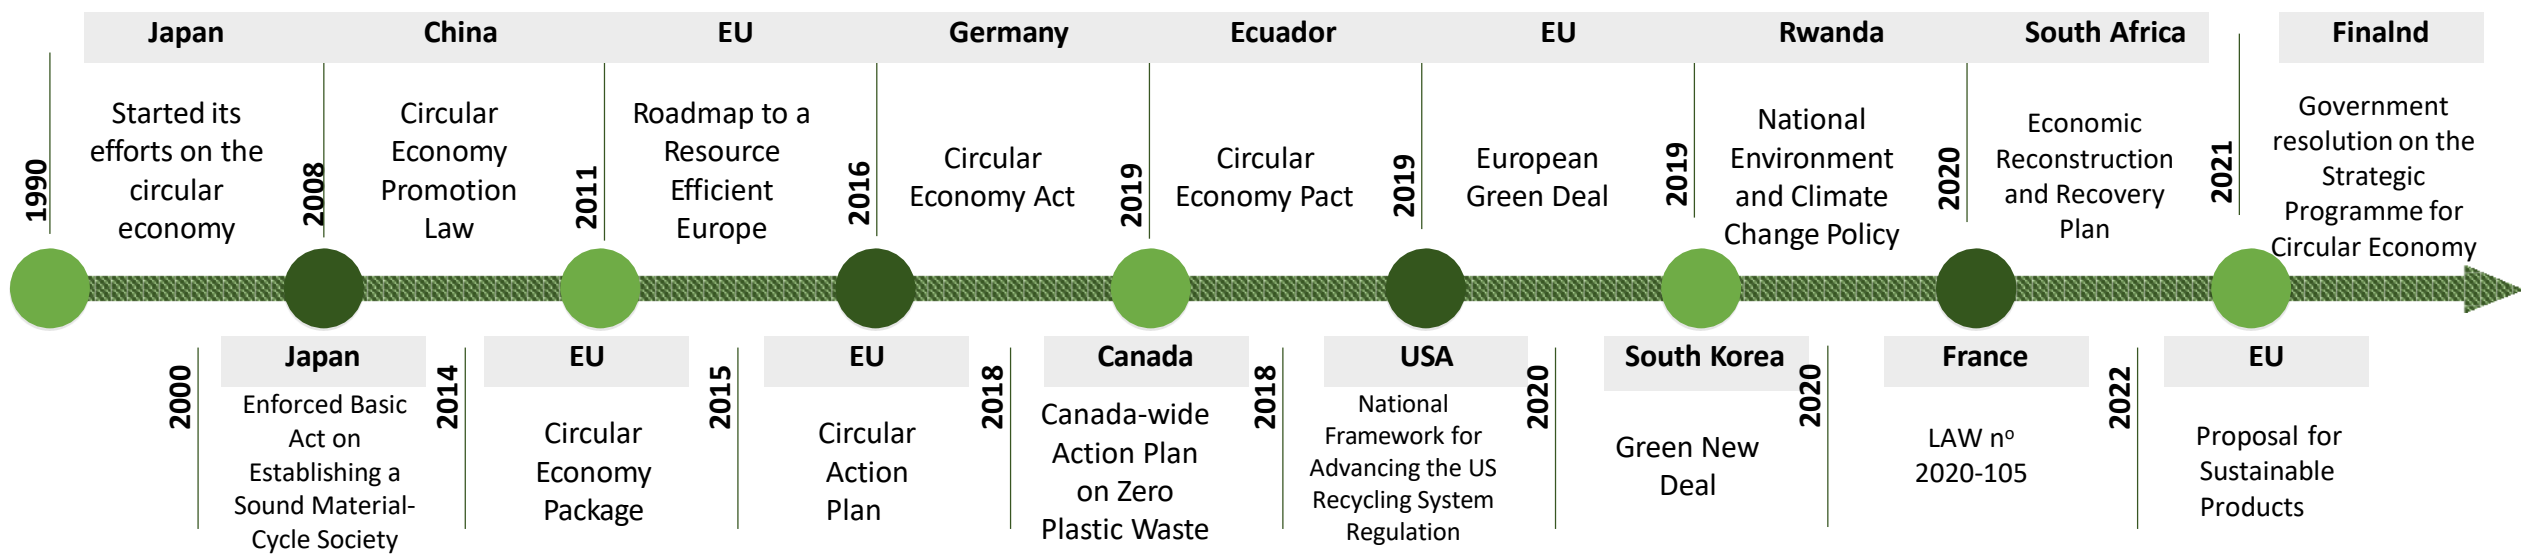 1990
Japan
Started its
efforts on the
circular
economy
2008
China
Circular
Economy
Promotion
Law
2011
EU
Roadmap to a
Resource
Efficient
Europe
2016
Germany
Circular
Economy Act
2019
Ecuador
Circular
Economy Pact
2019
EU
European
Green Deal
2019
Rwanda
National
Environment
and Climate
Change Policy
2020
South Africa
Economic
Reconstruction
and Recovery
Plan
2021
Finalnd
Government
resolution on the
Strategic
Programme for
Circular Economy
2000
Japan
Enforced Basic
Act on
Establishing a
Sound Material-
Cycle Society
2014
EU
Circular
Economy
Package
2015
EU
Circular
Action
Plan
2018
Canada
Canada-wide
Action Plan
on Zero
Plastic Waste
2018
USA
National
Framework for
Advancing the US
Recycling System
Regulation
2020
South Korea
Green New
Deal
2020
France
LAW nº
2020-105
2022
EU
Proposal for
Sustainable
Products